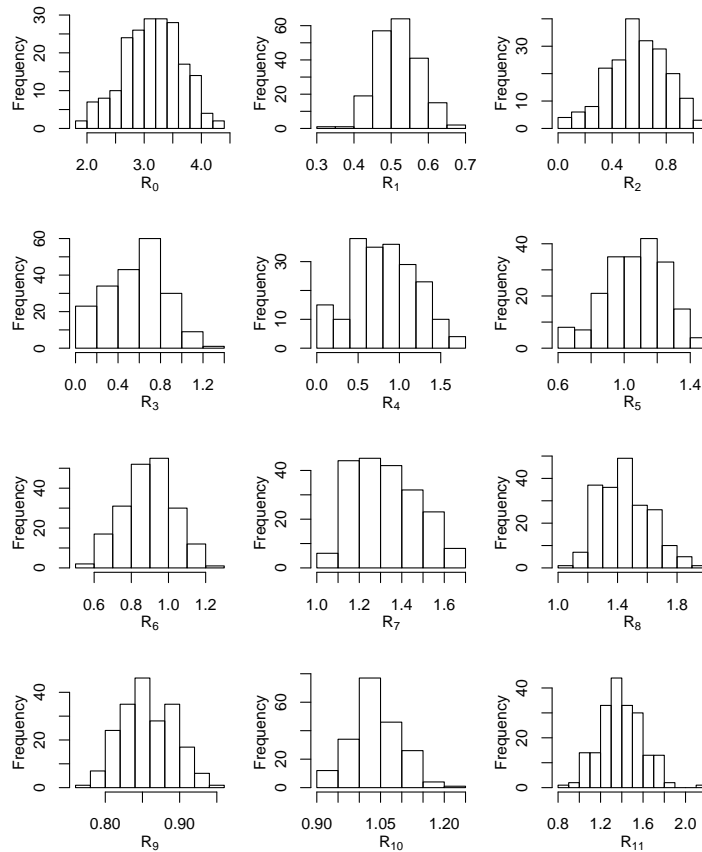 Frequency
0 10 20 30
2.0 3.0 4.0
R0
Frequency
0 20 40 60
0.3 0.4 0.5 0.6 0.7
R1
Frequency
0 10 30
0.0 0.4 0.8
R2
Frequency
0 20 40 60
0.0 0.4 0.8 1.2
R3
Frequency
0 10 30
0.0 0.5 1.0 1.5
R4
Frequency
0 20 40
0.6 1.0 1.4
R5
Frequency
0 20 40
0.6 0.8 1.0 1.2
R6
Frequency
0 20 40
1.0 1.2 1.4 1.6
R7
Frequency
0 20 40
1.0 1.4 1.8
R8
Frequency
0 20 40
0.80 0.90
R9
Frequency
0 20 60
0.90 1.05 1.20
R10
Frequency
0 20 40
0.8 1.2 1.6 2.0
R11